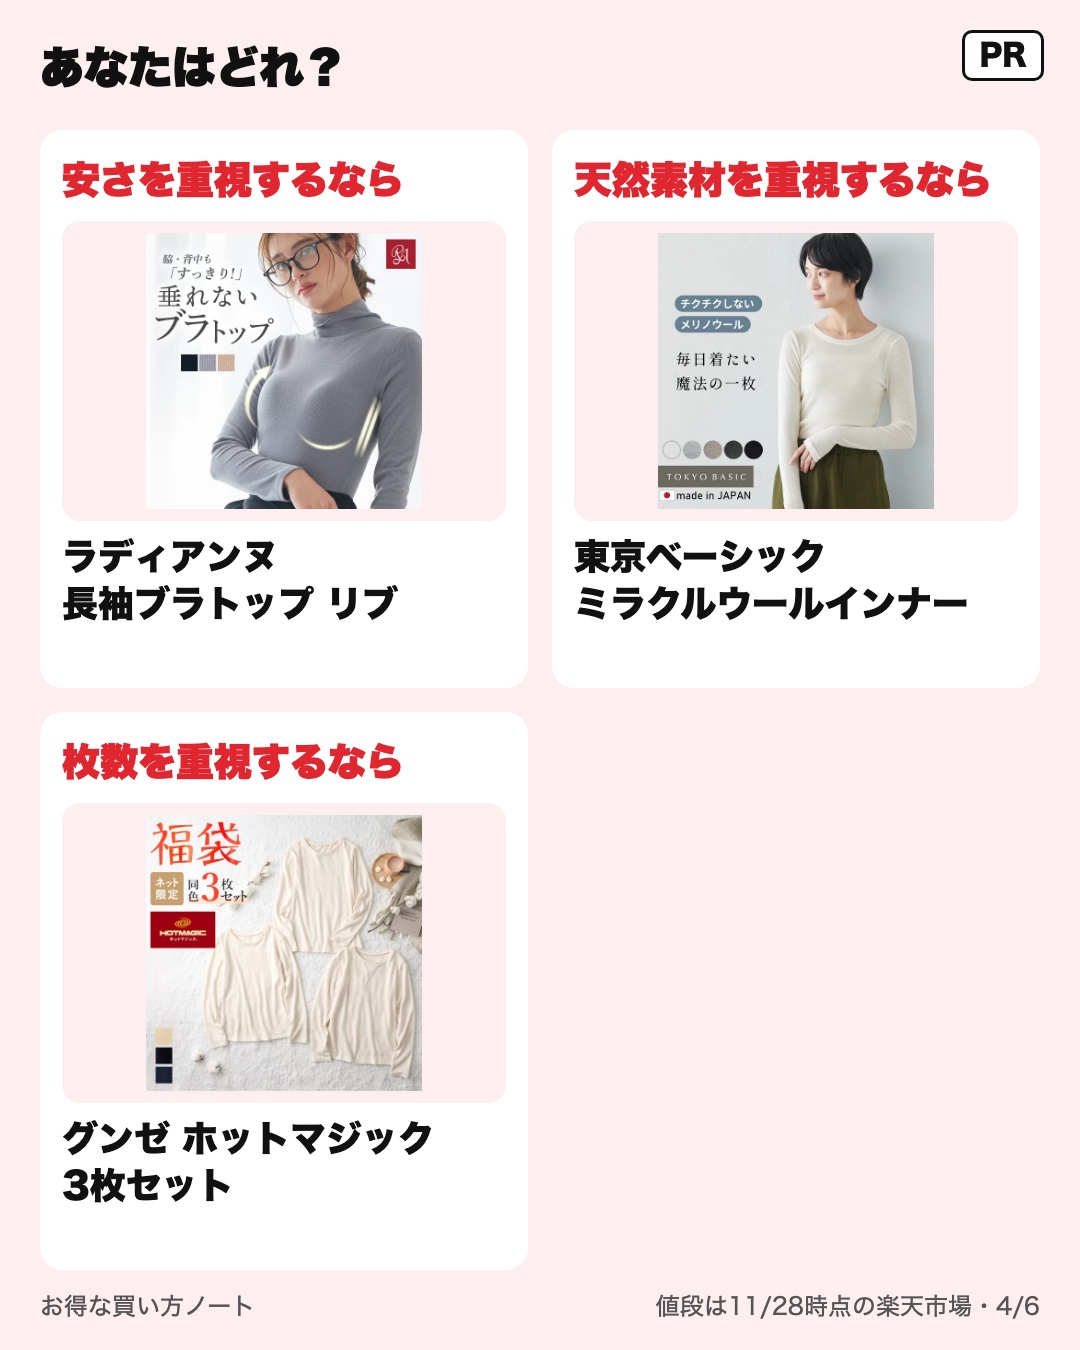 あなたはどれ？
PR
安さを重視するなら
脇・背中も
「すっきり!」
垂れない
ブラトップ
RA
ラディアンヌ
長袖ブラトップ リブ
天然素材を重視するなら
チクチクしない
メリノウール
毎日着たい
魔法の一枚
TOKYO BASIC
made in JAPAN
東京ベーシック
ミラクルウールインナー
枚数を重視するなら
福袋
ネット限定
同色3枚セット
HOTMAGIC
ホットマジック
グンゼ ホットマジック
3枚セット
お得な買い方ノート
値段は11/28時点の楽天市場・4/6